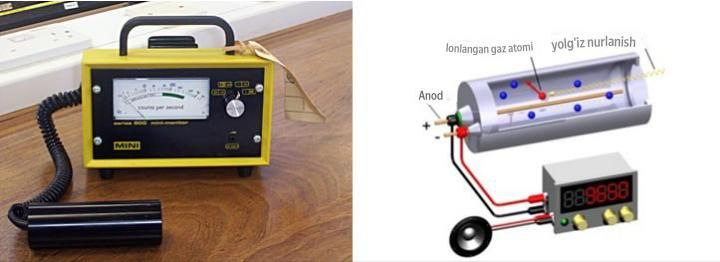 counts per second
series 900 mini-monitor
MINI
Ionlangan gaz atomi
yolg'iz nurlanish
Anod
+
-